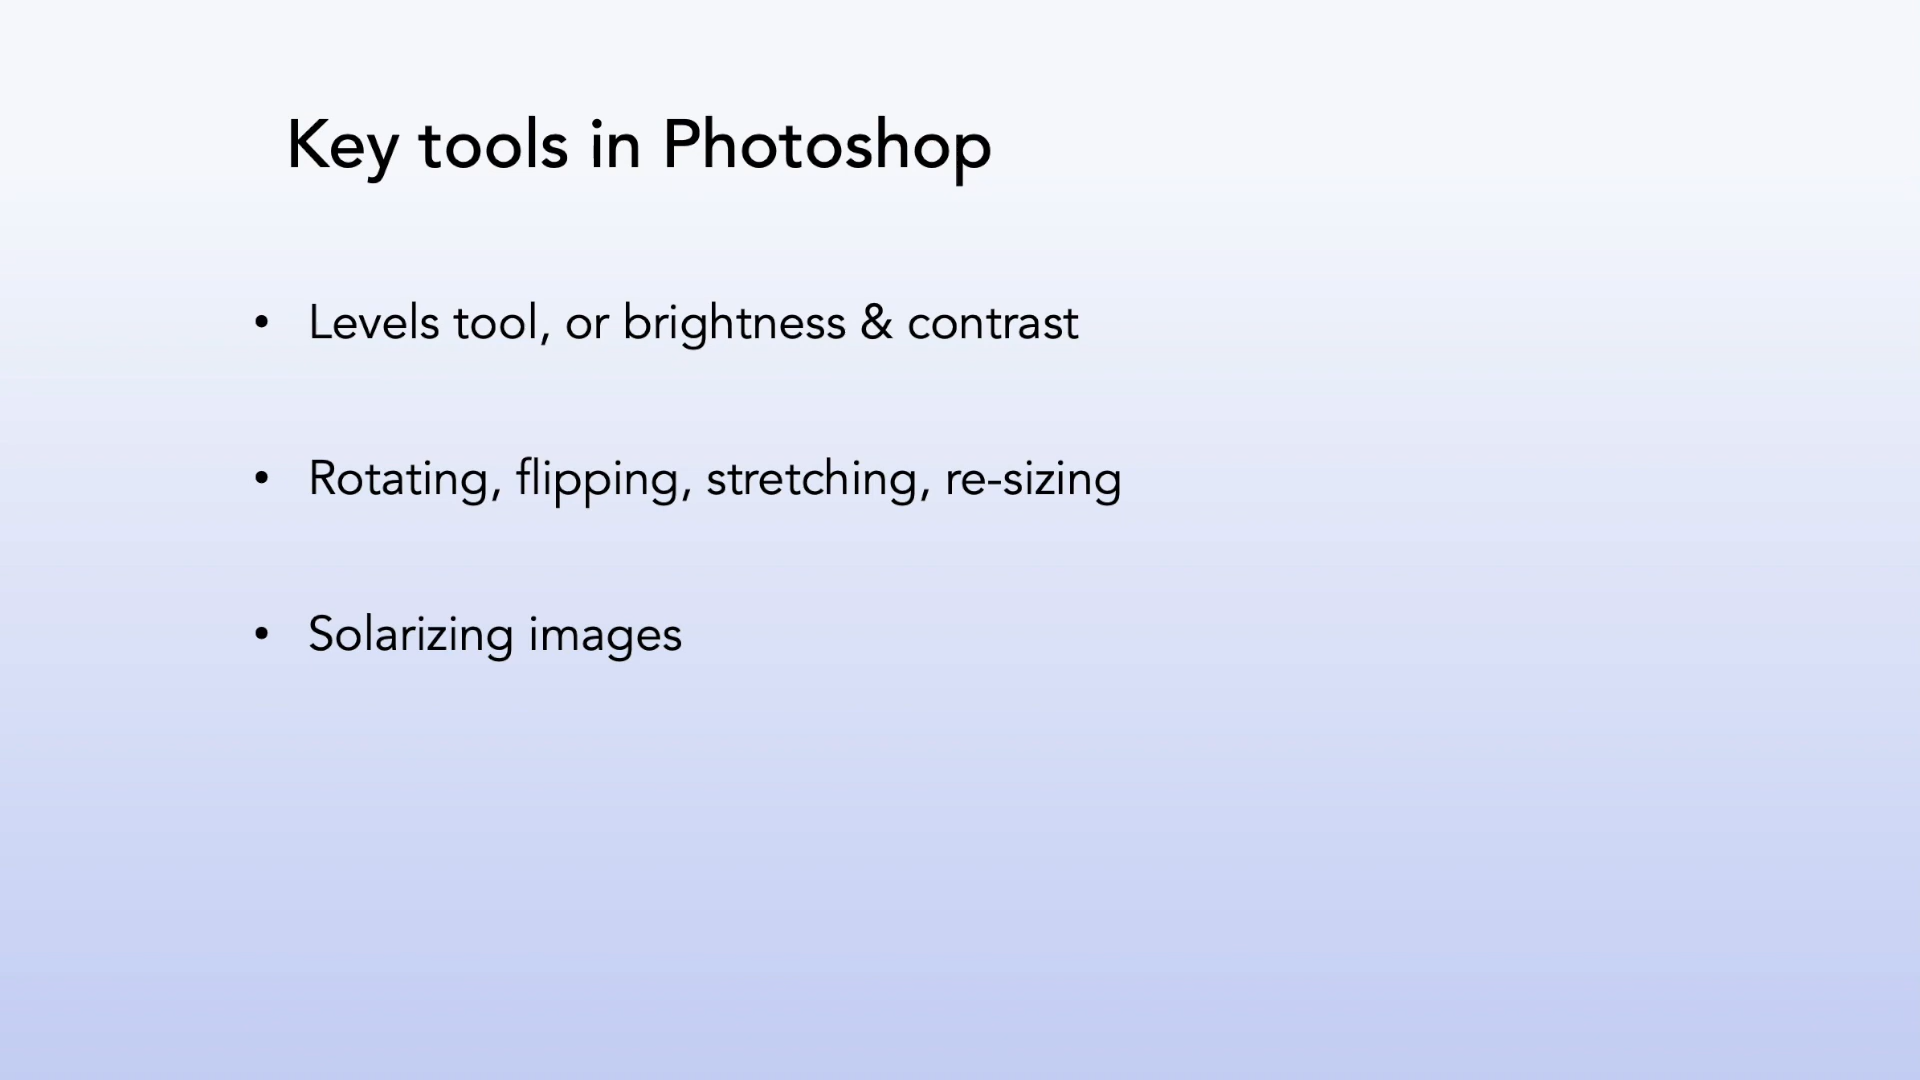 Key tools in Photoshop
• Levels tool, or brightness & contrast
• Rotating, flipping, stretching, re-sizing
• Solarizing images